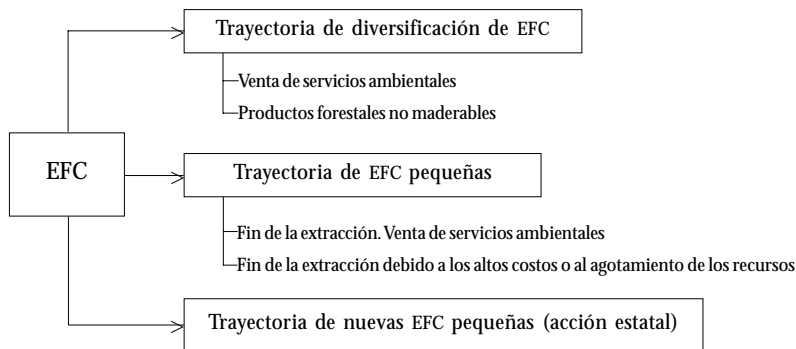 Trayectoria de diversificación de EFC
Venta de servicios ambientales
Productos forestales no maderables
EFC
Trayectoria de EFC pequeñas
Fin de la extracción. Venta de servicios ambientales
Fin de la extracción debido a los altos costos o al agotamiento de los recursos
Trayectoria de nuevas EFC pequeñas (acción estatal)